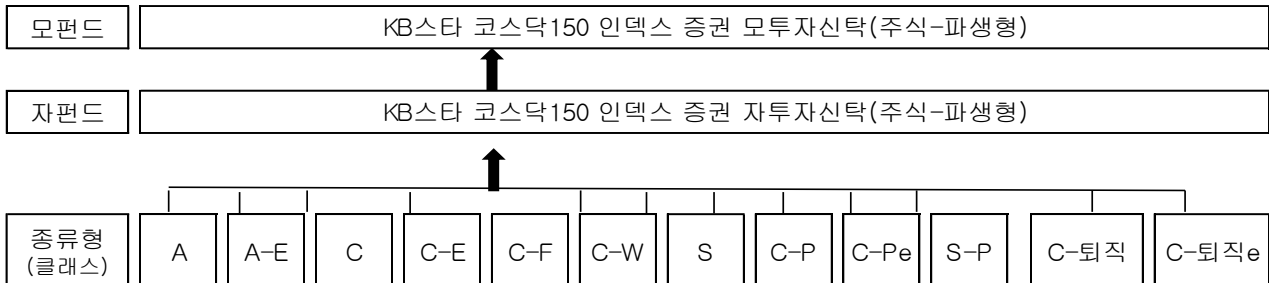 모펀드 KB스타 코스닥150 인덱스 증권 모투자신탁(주식-파생형)
자펀드 KB스타 코스닥150 인덱스 증권 자투자신탁(주식-파생형)
종류형
(클래스)
A A-E C C-E C-F C-W S C-P C-Pe S-P C-퇴직 C-퇴직e